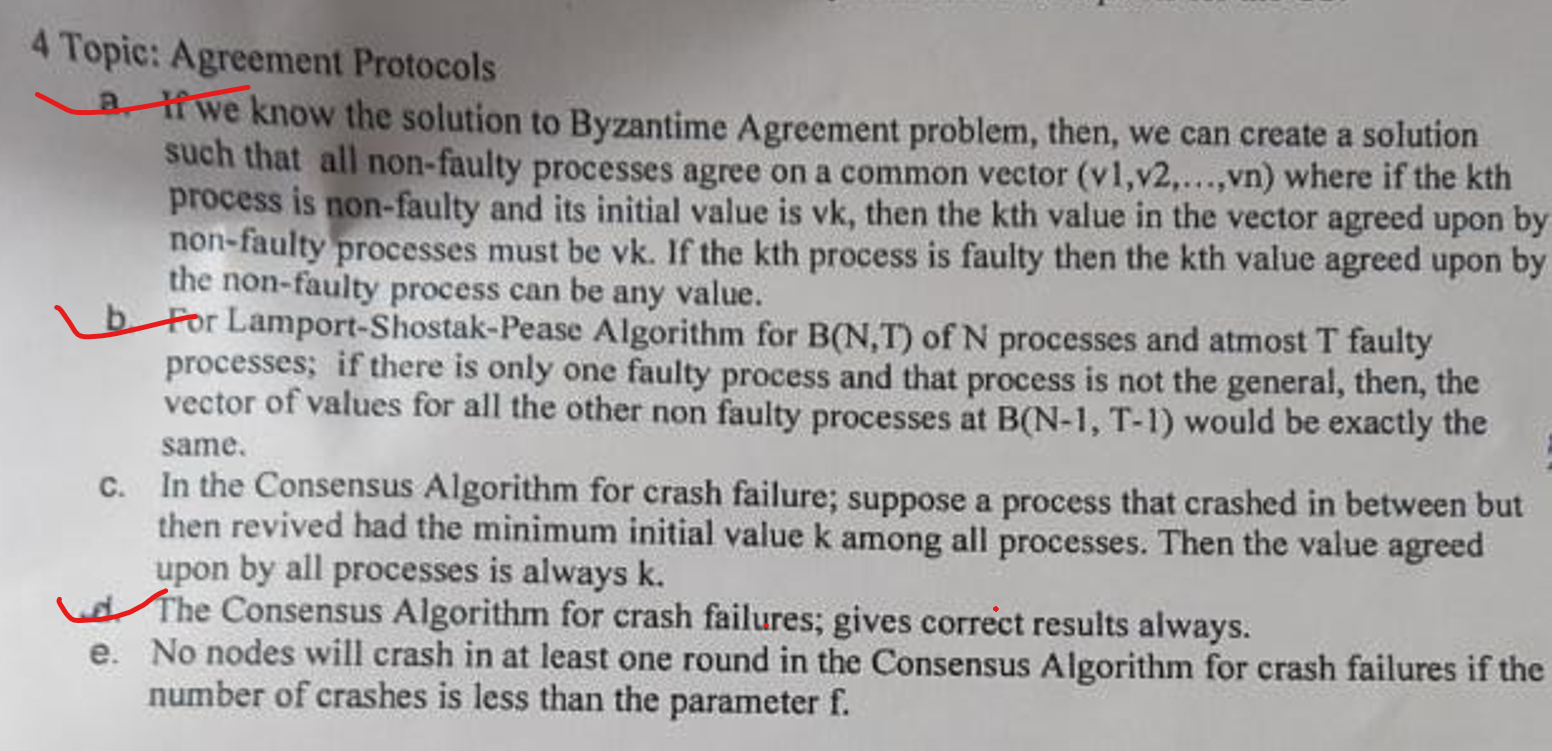 4 Topic: Agreement Protocols
a. If we know the solution to Byzantime Agreement problem, then, we can create a solution
such that all non-faulty processes agree on a common vector (v1,v2,...,vn) where if the kth
process is non-faulty and its initial value is vk, then the kth value in the vector agreed upon by
non-faulty processes must be vk. If the kth process is faulty then the kth value agreed upon by
the non-faulty process can be any value.
b. For Lamport-Shostak-Pease Algorithm for B(N,T) of N processes and atmost T faulty
processes; if there is only one faulty process and that process is not the general, then, the
vector of values for all the other non faulty processes at B(N-1, T-1) would be exactly the
same.
c. In the Consensus Algorithm for crash failure; suppose a process that crashed in between but
then revived had the minimum initial value k among all processes. Then the value agreed
upon by all processes is always k.
d. The Consensus Algorithm for crash failures; gives correct results always.
e. No nodes will crash in at least one round in the Consensus Algorithm for crash failures if the
number of crashes is less than the parameter f.